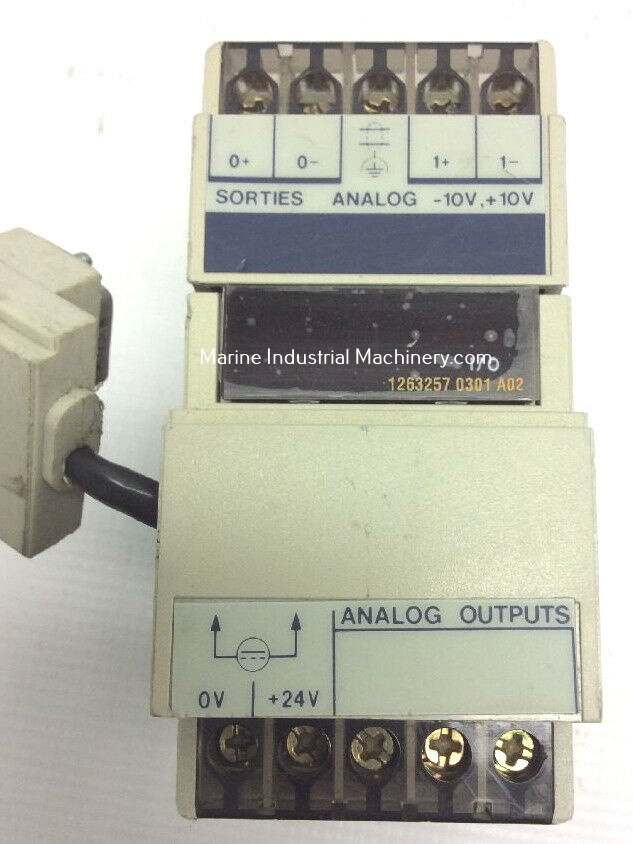 0+ 0- 1+ 1-
SORTIES ANALOG -10V,+10V
Marine Industrial Machinery.com
I/0
1263257 0301 A02
ANALOG OUTPUTS
0V +24V